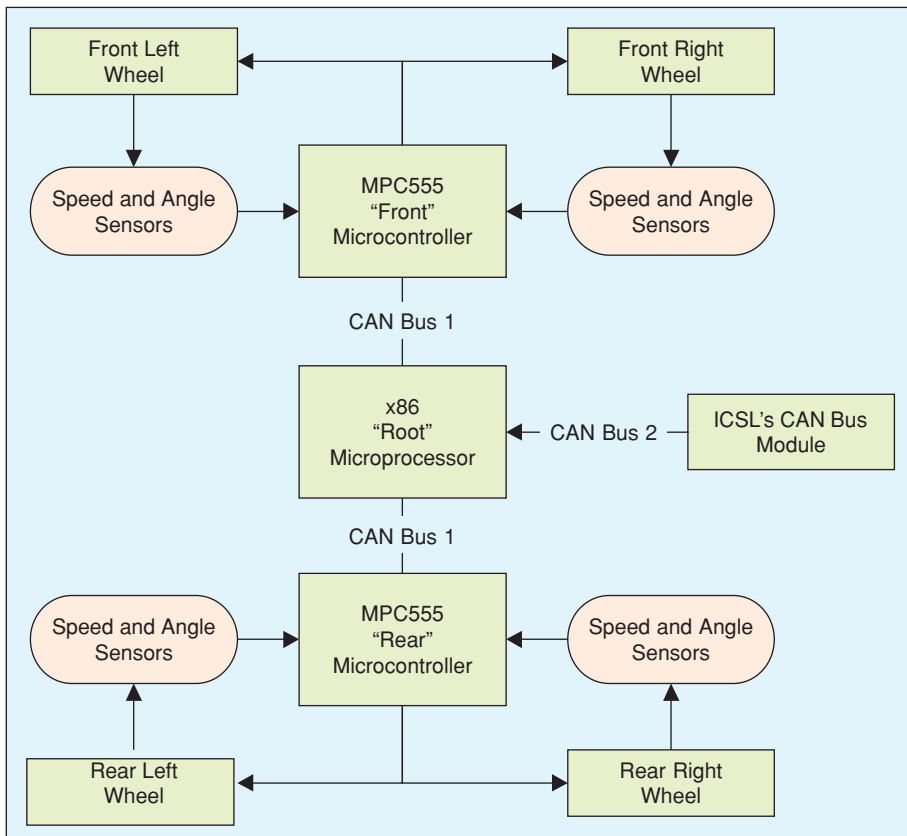 Front Left
Wheel
Front Right
Wheel
Speed and Angle
Sensors
MPC555
“Front”
Microcontroller
Speed and Angle
Sensors
CAN Bus 1
x86
“Root”
Microprocessor
CAN Bus 2
ICSL's CAN Bus
Module
CAN Bus 1
Speed and Angle
Sensors
MPC555
“Rear”
Microcontroller
Speed and Angle
Sensors
Rear Left
Wheel
Rear Right
Wheel